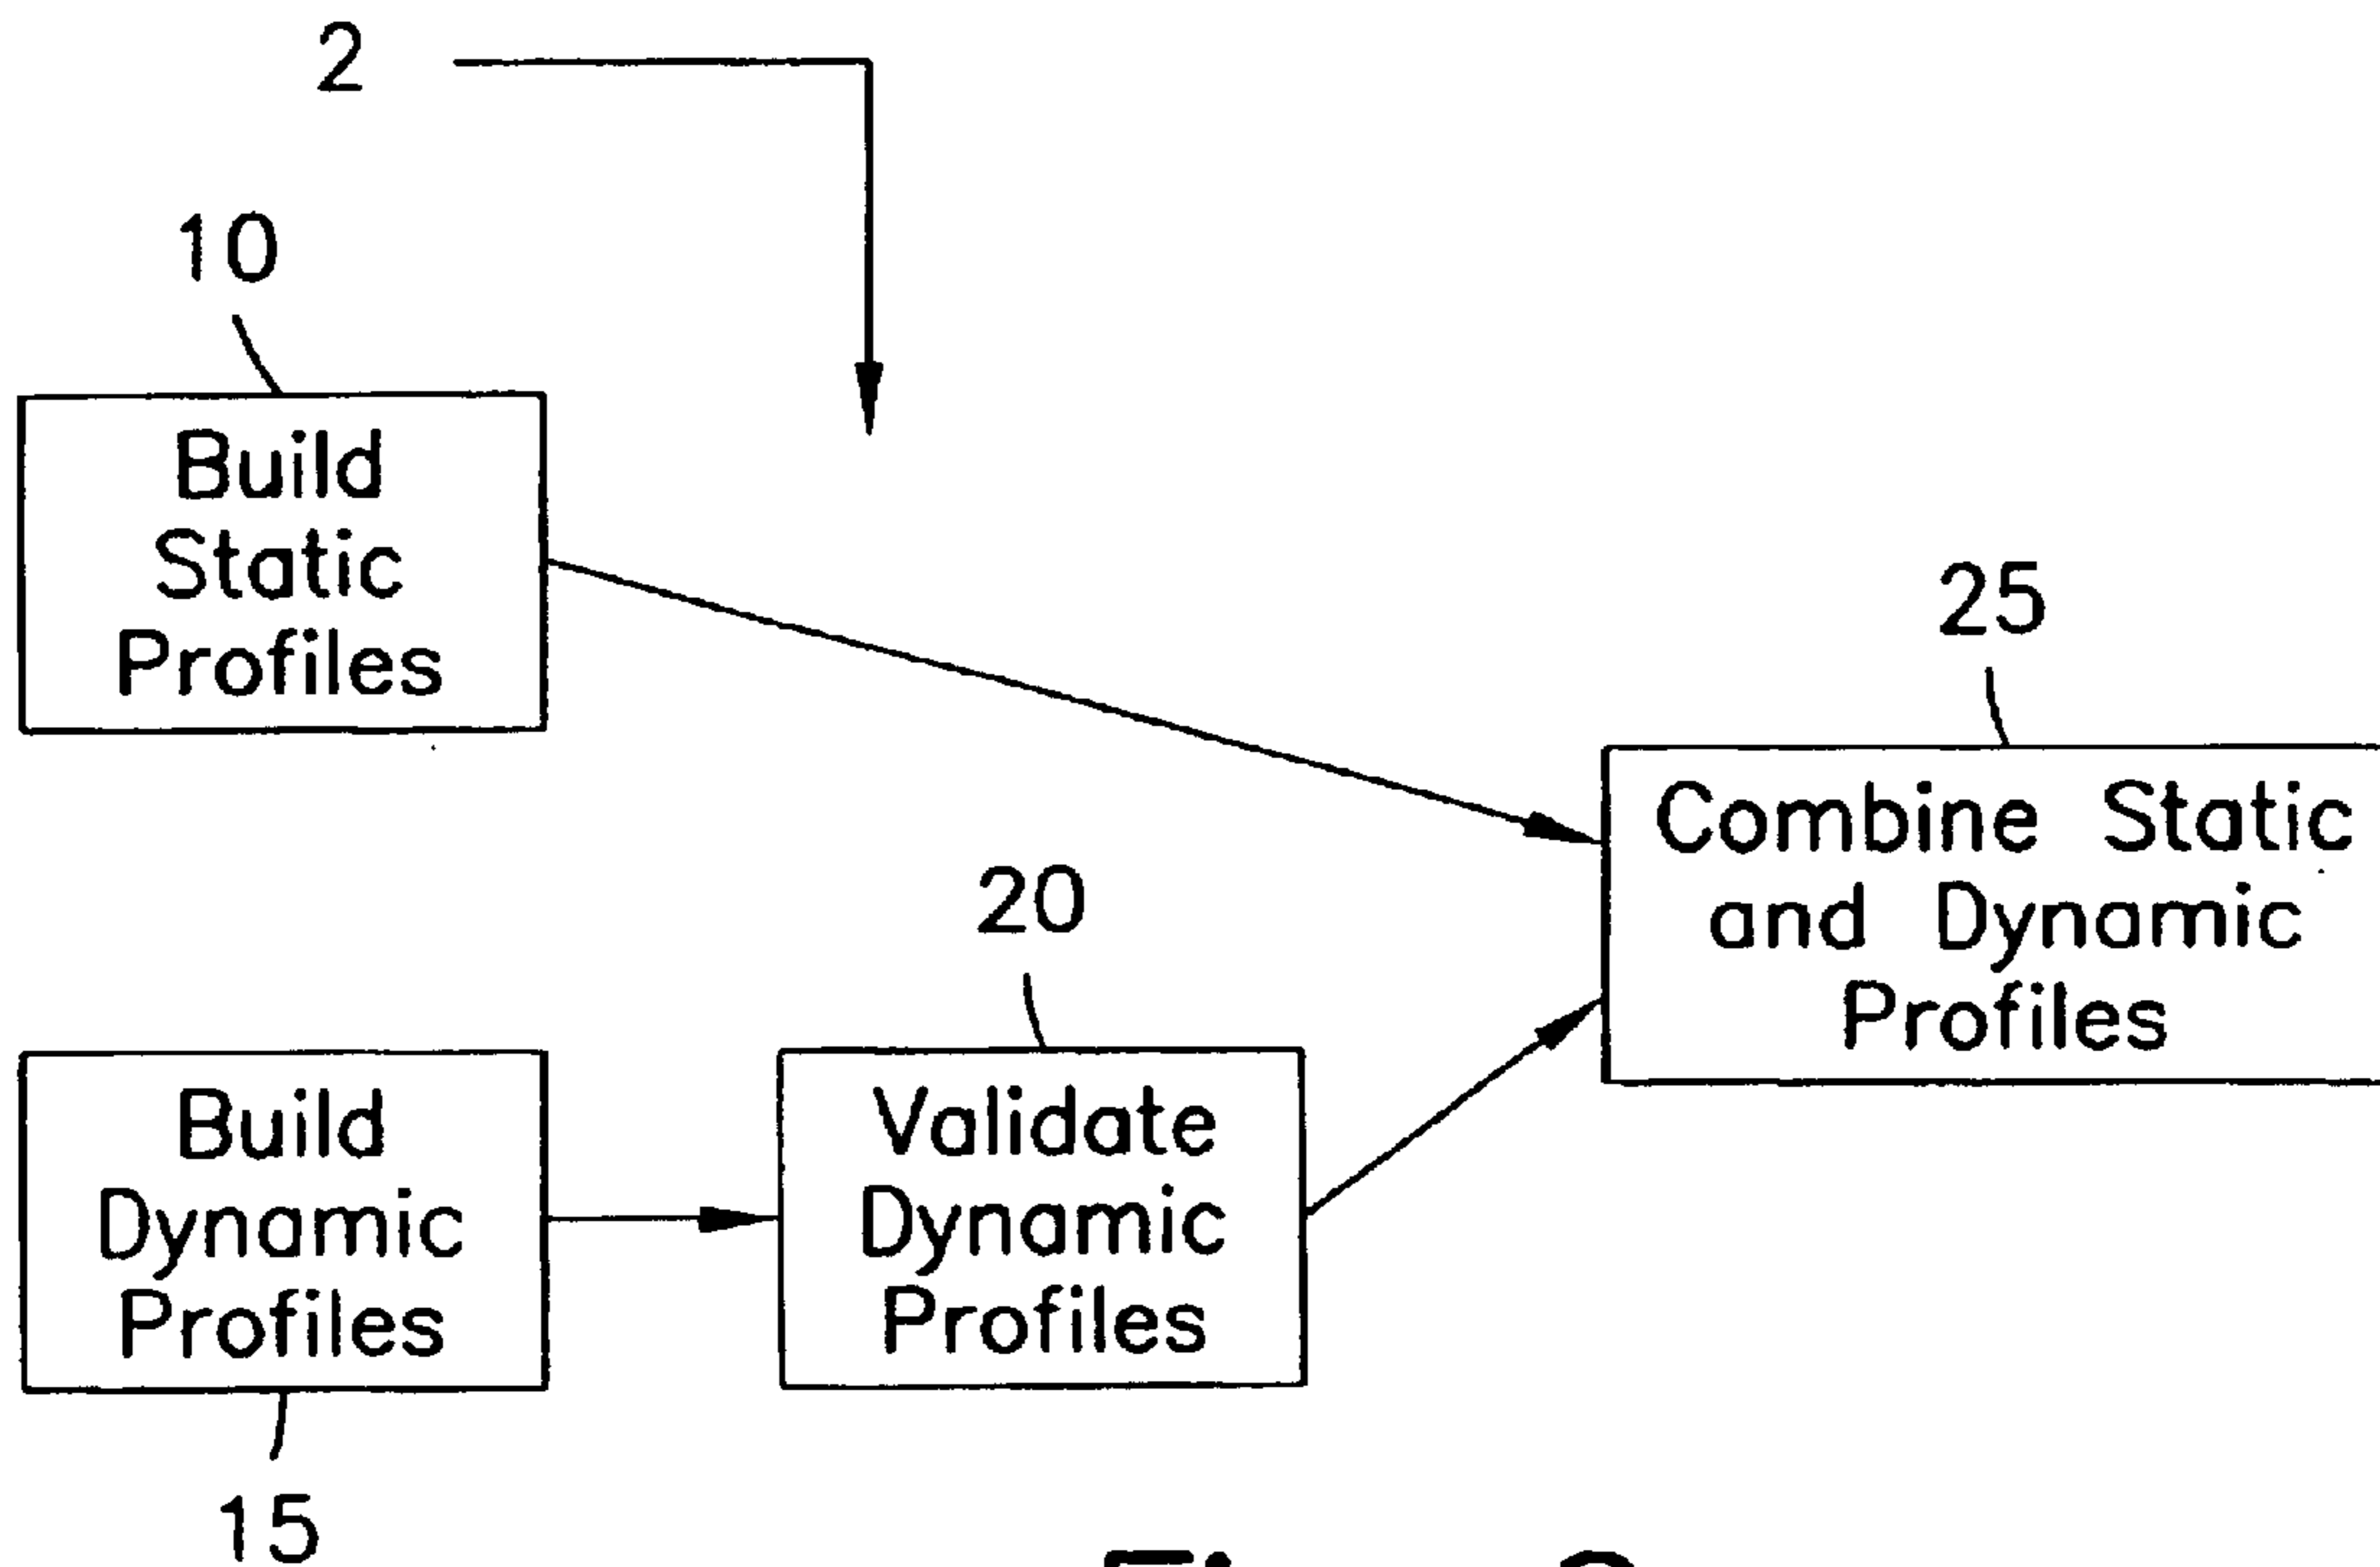 2
10
Build
Static
Profiles
25
Combine Static
and Dynamic
Profiles
20
Build
Dynamic
Profiles
Validate
Dynamic
Profiles
15